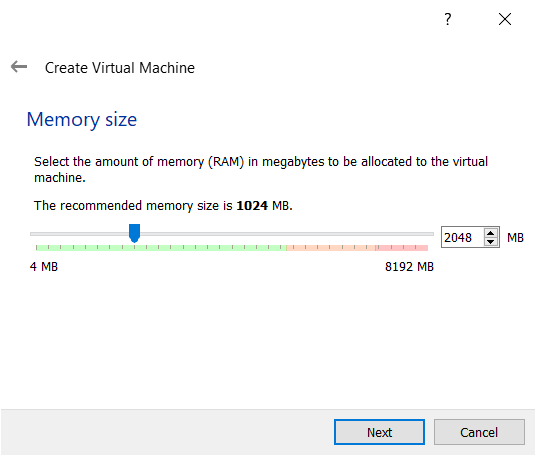 ?
Create Virtual Machine
Memory size
Select the amount of memory (RAM) in megabytes to be allocated to the virtual
machine.
The recommended memory size is 1024 MB.
2048 MB
4 MB 8192 MB
Next Cancel